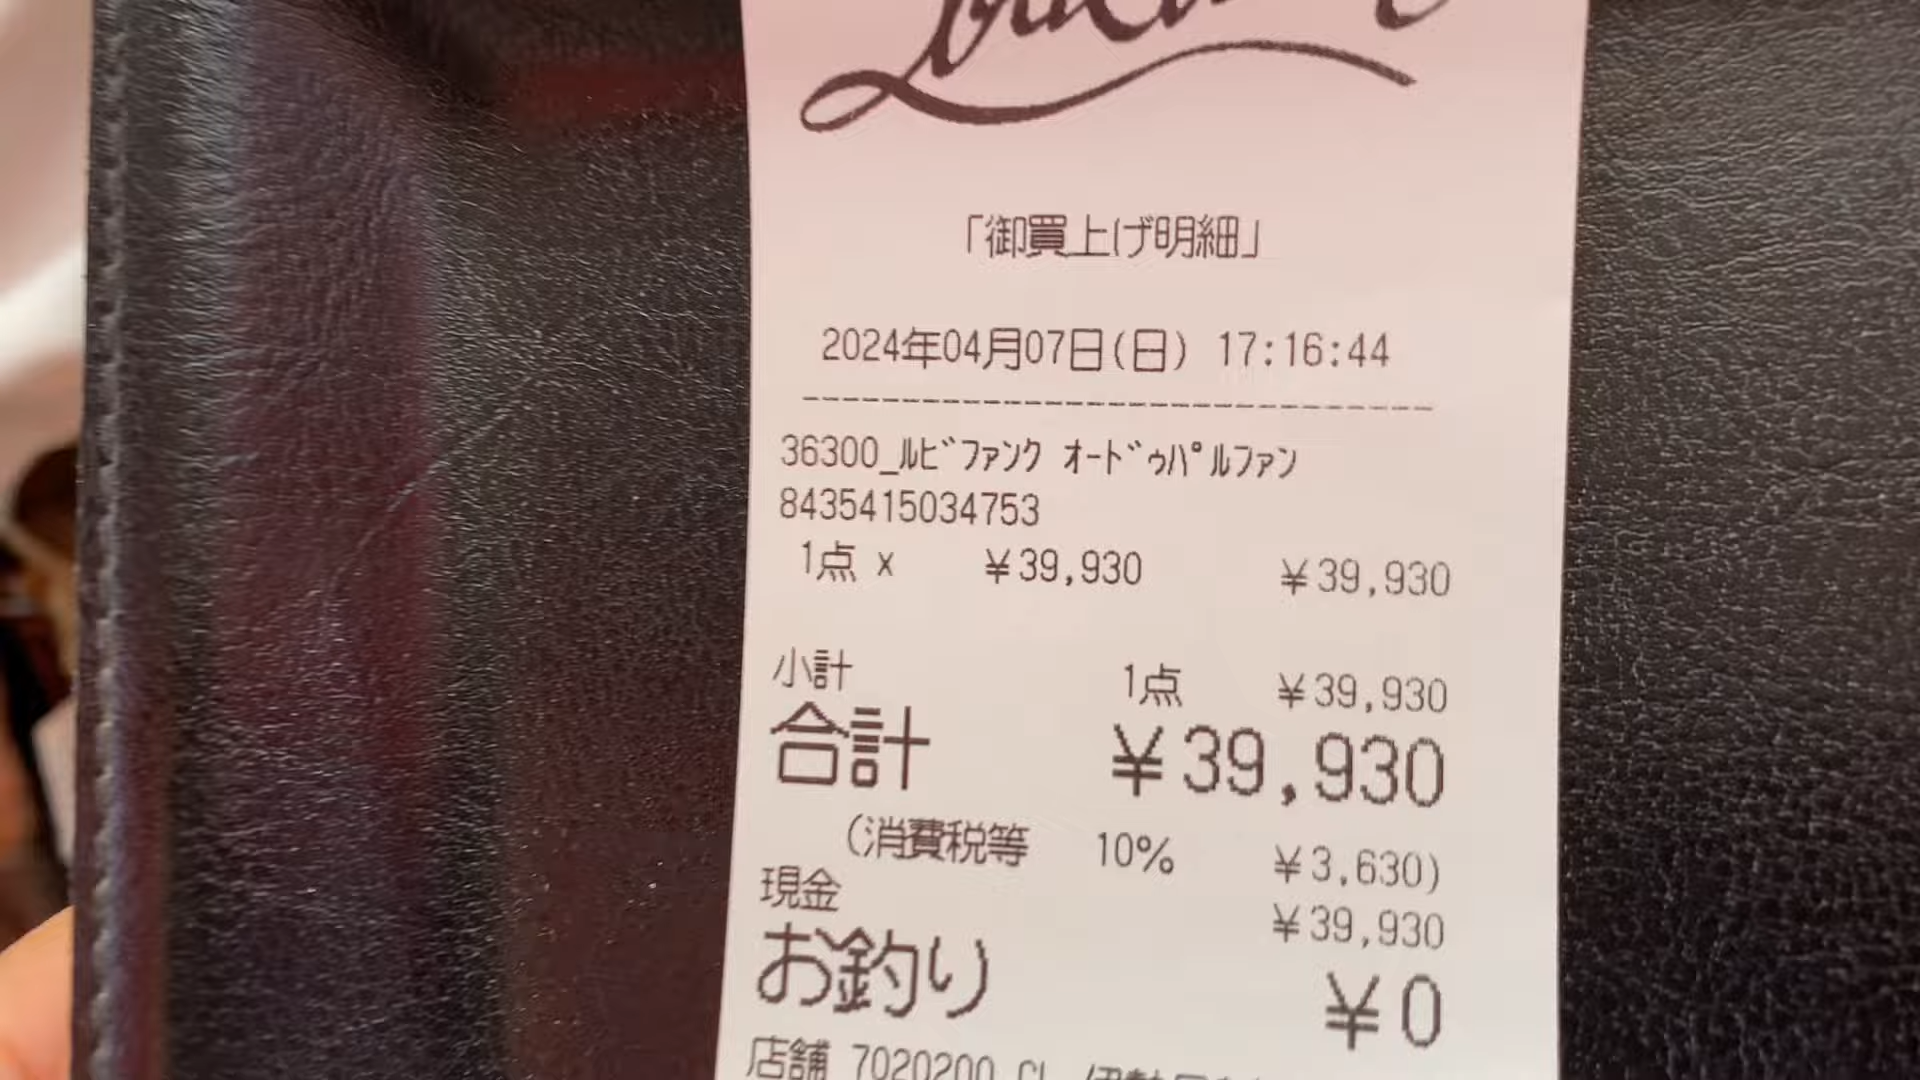 「御買上げ明細」
2024年04月07日(日) 17:16:44
36300_ﾙﾋﾞﾌｧﾝｸ ｵｰﾄﾞｩﾊﾟﾙﾌｧﾝ
8435415034753
1点 x ¥39,930 ¥39,930
小計 1点 ¥39,930
合計 ¥39,930
(消費税等 10% ¥3,630)
現金 ¥39,930
お釣り ¥0
店舗 7020200